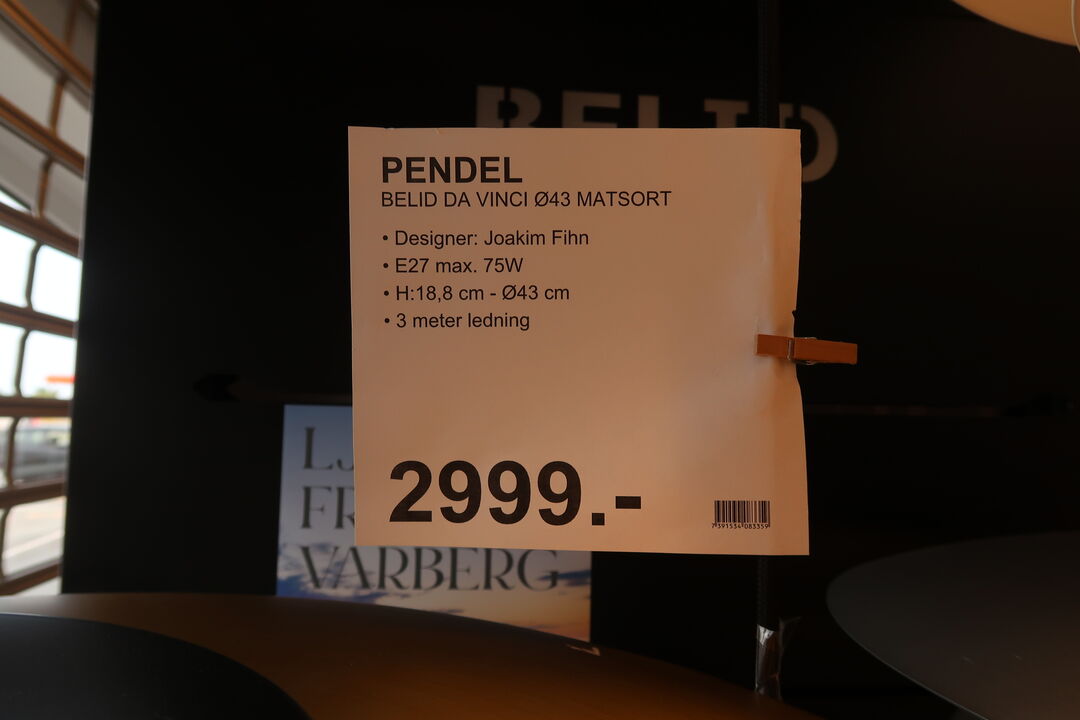 BELID
PENDEL
BELID DA VINCI Ø43 MATSORT
• Designer: Joakim Fihn
• E27 max. 75W
• H:18,8 cm - Ø43 cm
• 3 meter ledning
2999.-
7391534083359
VARBERG